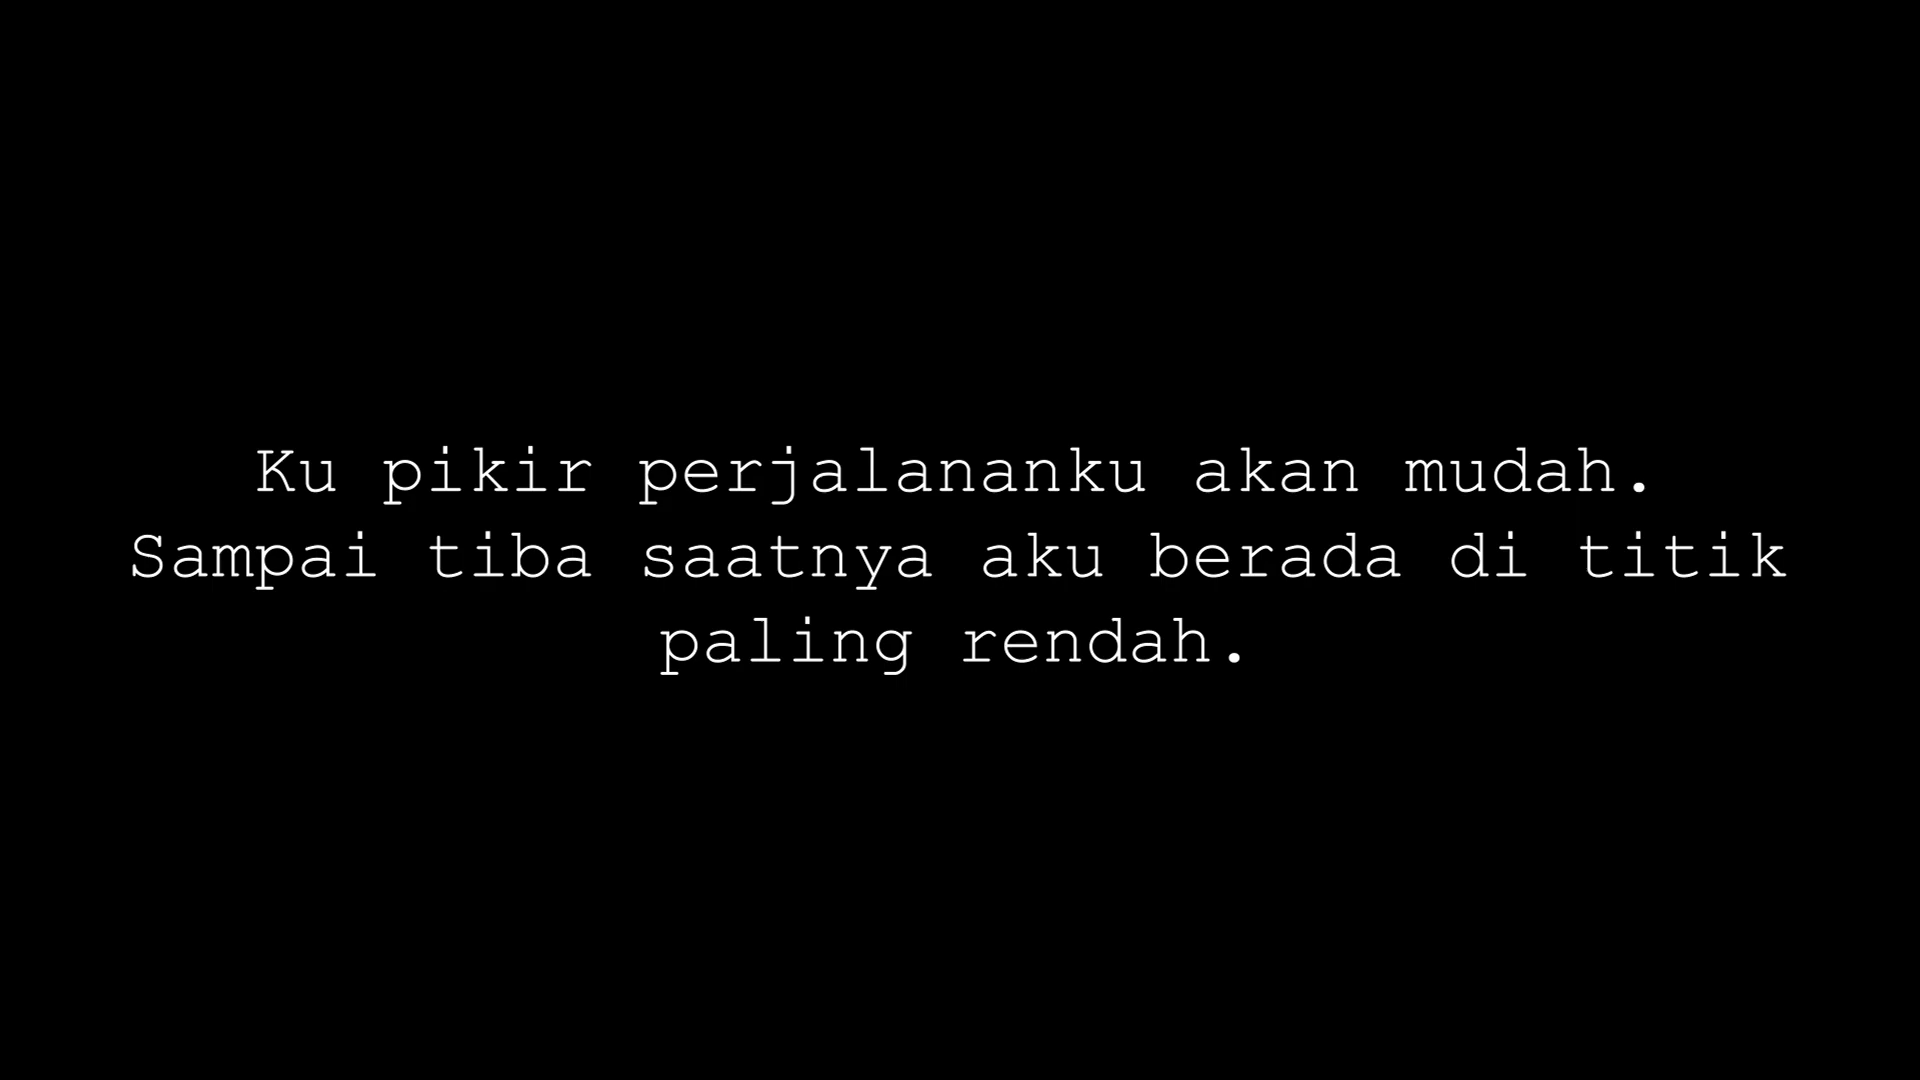 Ku pikir perjalananku akan mudah.
Sampai tiba saatnya aku berada di titik
paling rendah.